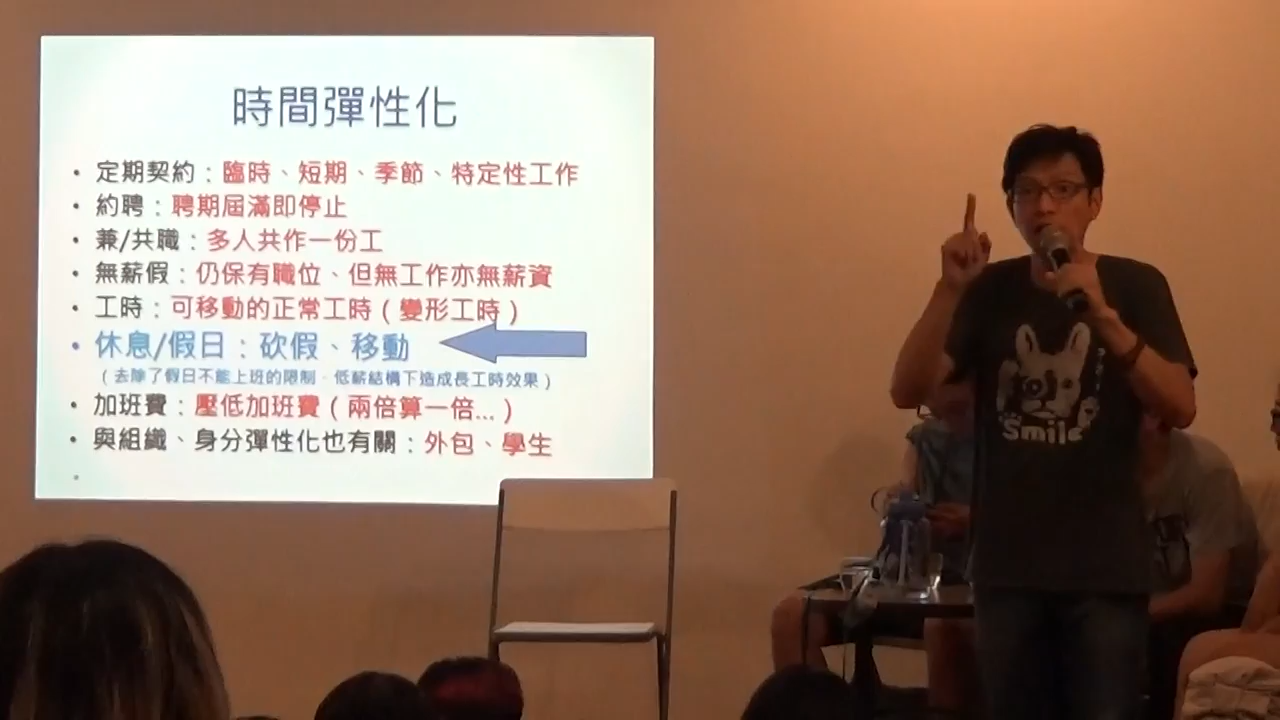 時間彈性化
• 定期契約：臨時、短期、季節、特定性工作
• 約聘：聘期屆滿即停止
• 兼/共職：多人共作一份工
• 無薪假：仍保有職位、但無工作亦無薪資
• 工時：可移動的正常工時（變形工時）
• 休息/假日：砍假、移動
（去除了假日不能上班的限制﹐低薪結構下造成長工時效果）
• 加班費：壓低加班費（兩倍算一倍...）
• 與組織、身分彈性化也有關：外包、學生
Smile